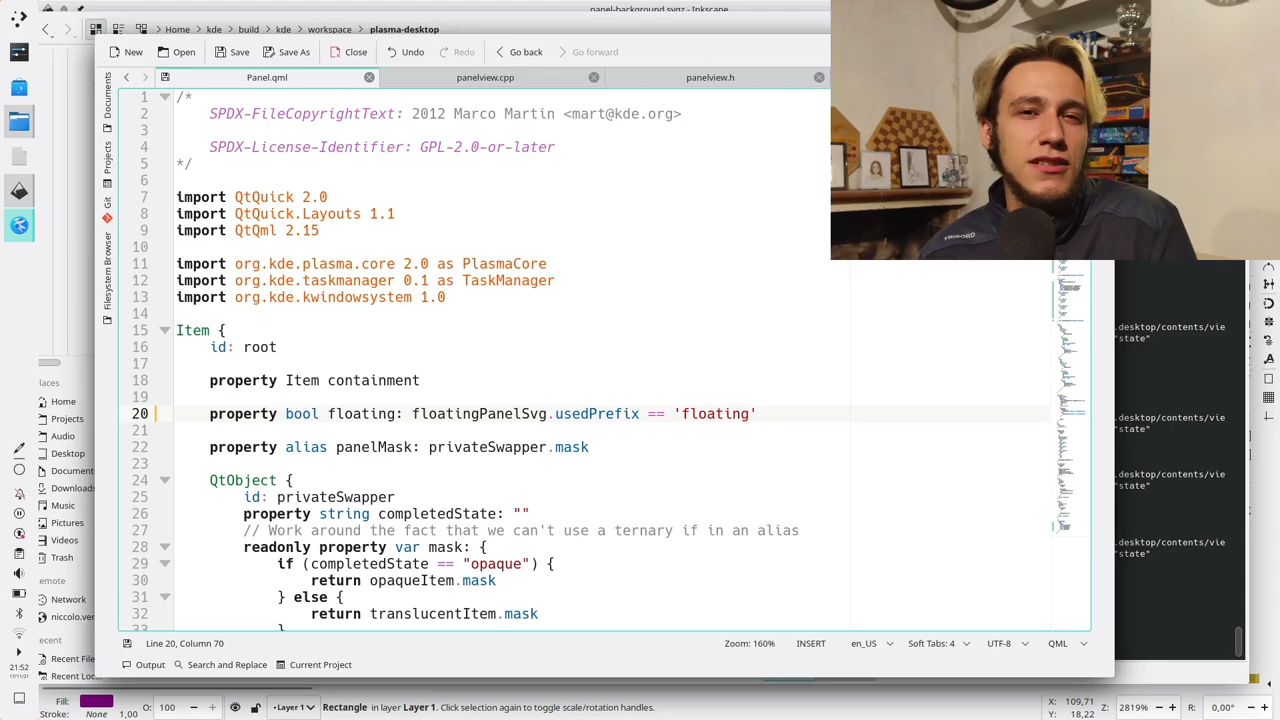 panel-background.svgz - Inkscape
Home kde build kde workspace plasma-desktop
New Open Save Save As Close Undo Redo Go back Go forward
Panel.qml panelview.cpp panelview.h
Documents
Projects
Git
Filesystem Browser
1 /*
SPDX-FileCopyrightText: 2012 Marco Martin <mart@kde.org>
3
4 SPDX-License-Identifier: GPL-2.0-or-later
5 */
6
7 import QtQuick 2.0
8 import QtQuick.Layouts 1.1
9 import QtQml 2.15
10
11 import org.kde.plasma.core 2.0 as PlasmaCore
12 import org.kde.taskmanager 0.1 as TaskManager
13 import org.kde.kwindowsystem 1.0
14
15 Item {
16 id: root
17
18 property Item containment
19
20 property bool floating: floatingPanelSvg.usedPrefix == 'floating'
21
22 property alias panelMask: privateSwapper.mask
23
24 QtObject {
25 id: privateSwapper
26 property string completedState: ""
27 // Work around the fact that we can't use a ternary if in an alias
28 readonly property var mask: {
29 if (completedState == "opaque") {
30 return opaqueItem.mask
31 } else {
32 return translucentItem.mask
33 }
Line 20, Column 70 Zoom: 160% INSERT en_US Soft Tabs: 4 UTF-8 QML
Output Search and Replace Current Project
laces
Home
Projects
Audio
Desktop
Document
Downloads
Music
Pictures
Videos
Trash
emote
Network
niccolo.ver
ecent
Recent File
Recent Loc...
21:52
17/11/21
.desktop/contents/vie
"state"
.desktop/contents/vie
"state"
.desktop/contents/vie
"state"
.desktop/contents/vie
"state"
Fill:
Stroke: None 1,00
O: 100
Layer 1
Rectangle in layer Layer 1. Click selection again to toggle scale/rotation handles.
X: 109,71
Y: 18,22
Z: 2819%
R: 0,00°